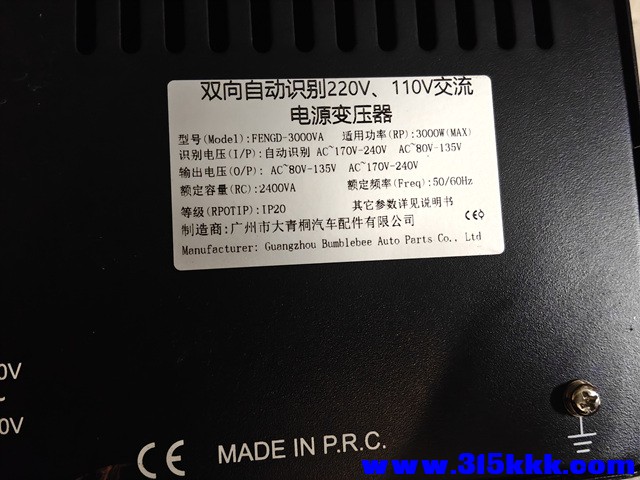 双向自动识别220V、110V交流
电源变压器
型号(Model):FENGD-3000VA 适用功率(RP):3000W(MAX)
识别电压(I/P):自动识别 AC~170V-240V AC~80V-135V
输出电压(O/P): AC~80V-135V AC~170V-240V
额定容量(RC):2400VA 额定频率(Freq):50/60Hz
等级(RPOTIP):IP20 其它参数详见说明书
制造商:广州市大青桐汽车配件有限公司 CE
Manufacturer: Guangzhou Bumblebee Auto Parts Co., Ltd
0V
~
0V
CE MADE IN P.R.C.
www.315kkk.com